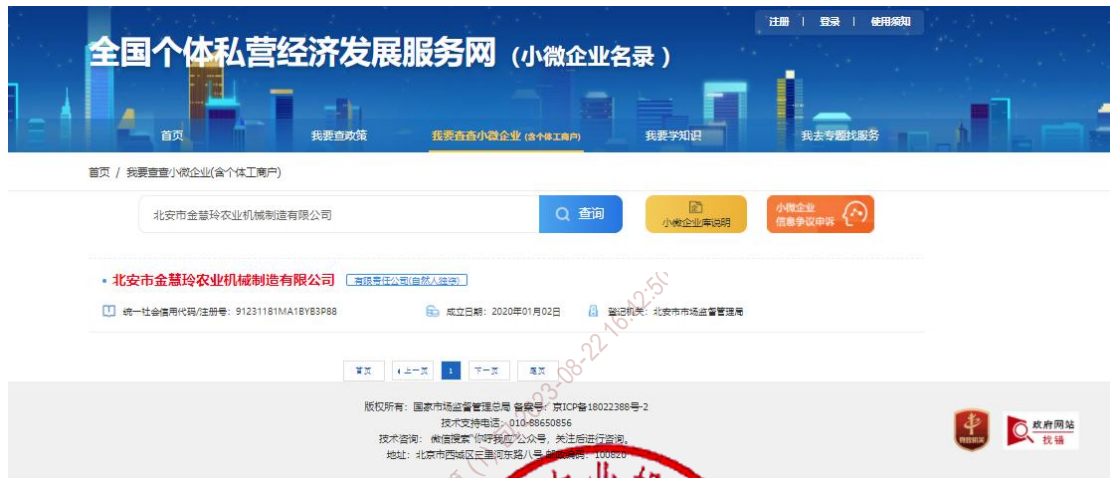 注册 | 登录 | 使用须知
全国个体私营经济发展服务网（小微企业名录）
首页 我要查政策 我要查查小微企业 (含个体工商户) 我要学知识 我去专题找服务
首页 / 我要查查小微企业(含个体工商户)
北安市金慧玲农业机械制造有限公司 查询 小微企业库说明 小微企业
信息争议申诉
• 北安市金慧玲农业机械制造有限公司 有限责任公司(自然人独资)
统一社会信用代码/注册号：91231181MA1BYB3P88 成立日期：2020年01月02日 登记机关：北安市市场监督管理局
2023-08-22 16:42:50
首页 上一页 1 下一页 尾页
版权所有：国家市场监督管理总局 备案号：京ICP备18022388号-2
技术支持电话：010-88650856
技术咨询：微信搜索“你呼我应”公众号，关注后进行咨询。
地址：北京市西城区三里河东路八号 邮政编码：100820
党政机关
政府网站
找错
业 机